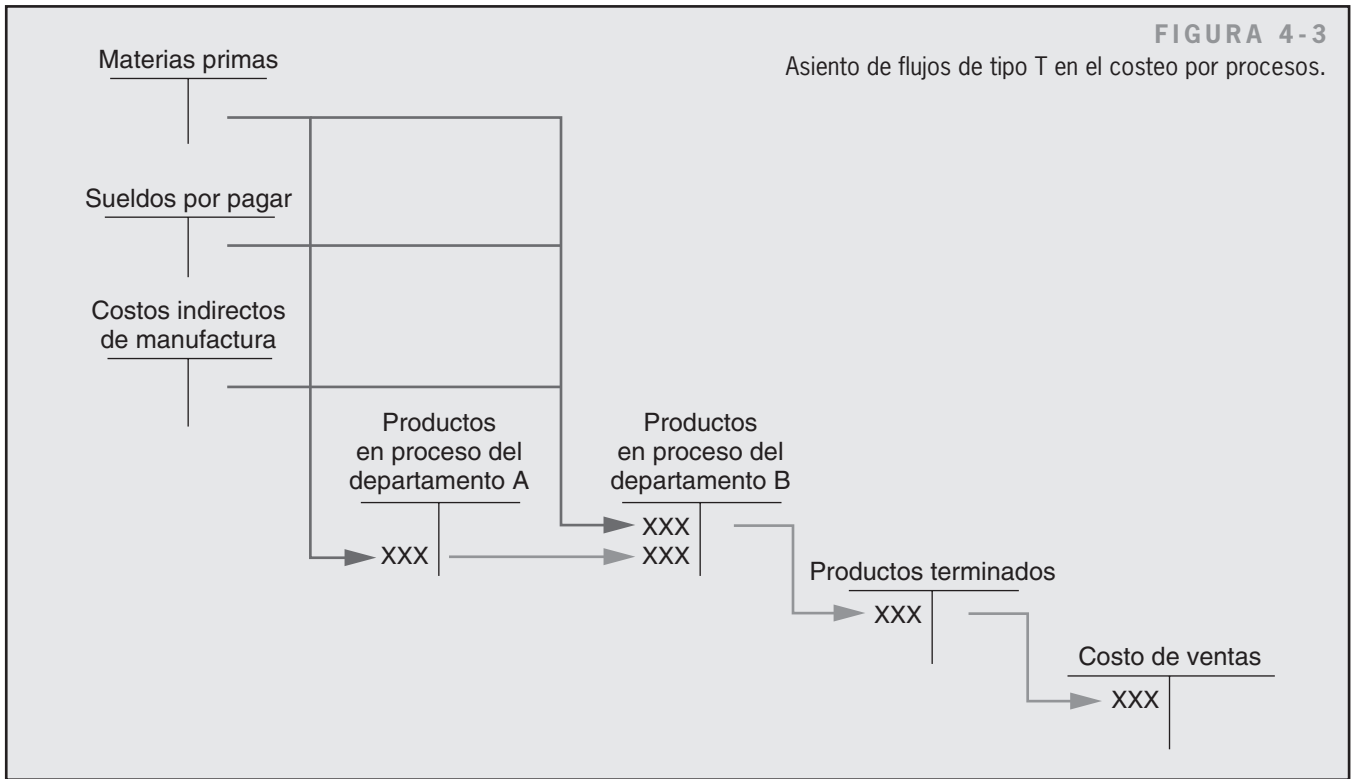 FIGURA 4-3
Asiento de flujos de tipo T en el costeo por procesos.
Materias primas
Sueldos por pagar
Costos indirectos
de manufactura
Productos
en proceso del
departamento A
XXX
Productos
en proceso del
departamento B
XXX
XXX
Productos terminados
XXX
Costo de ventas
XXX